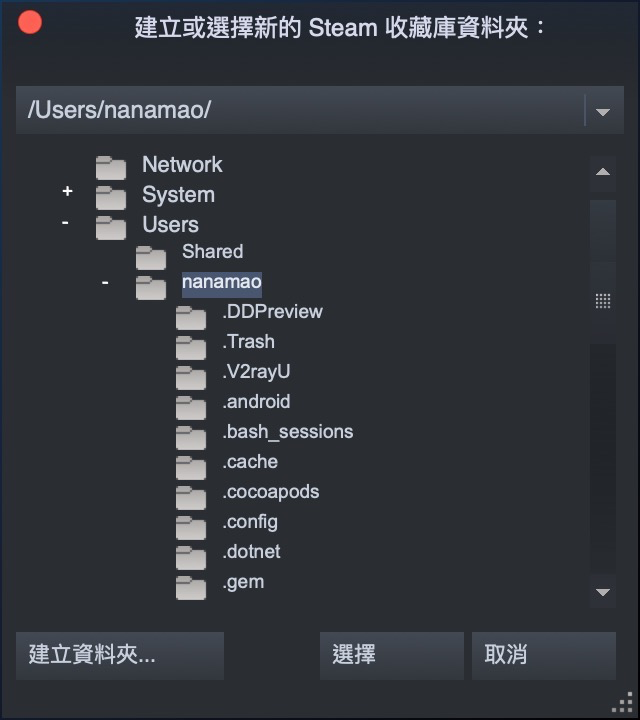 建立或選擇新的 Steam 收藏庫資料夾：
/Users/nanamao/
Network
+ System
- Users
Shared
- nanamao
.DDPreview
.Trash
.V2rayU
.android
.bash_sessions
.cache
.cocoapods
.config
.dotnet
.gem
建立資料夾... 選擇 取消